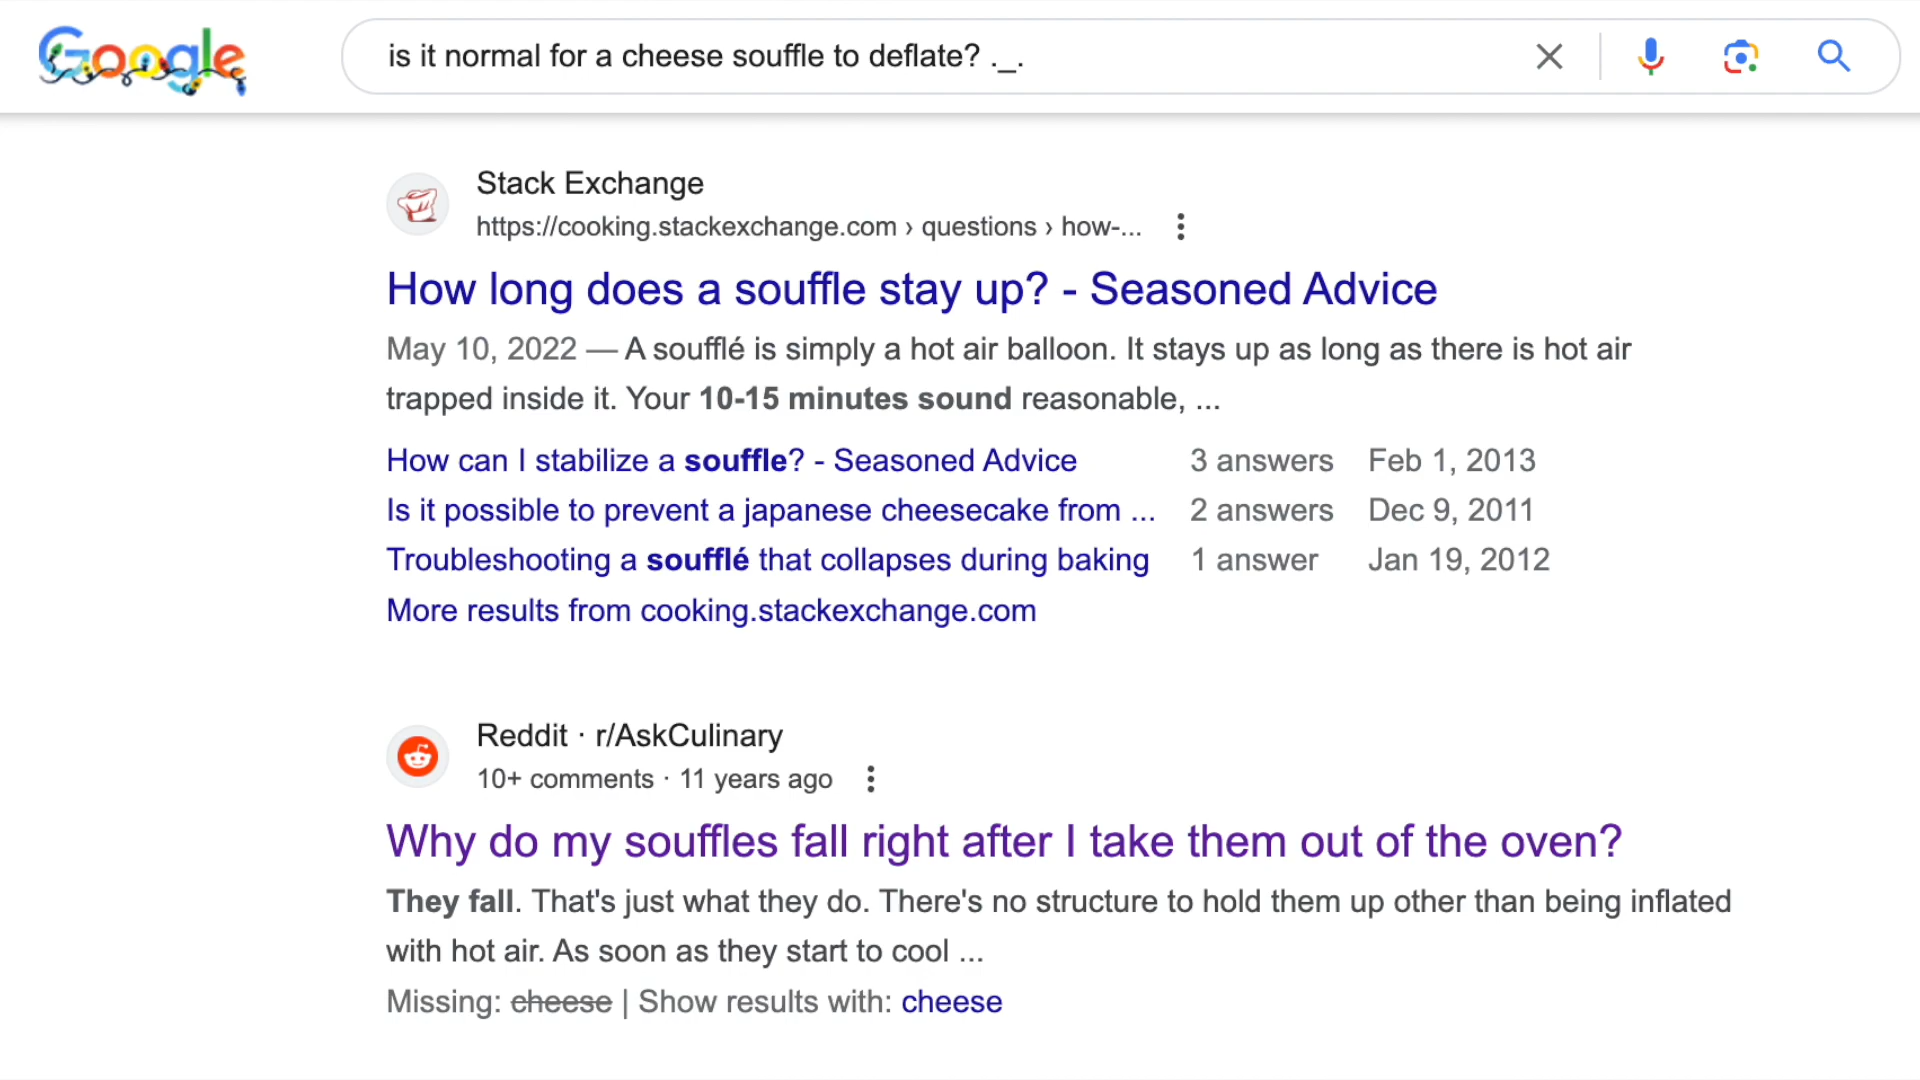 Google
is it normal for a cheese souffle to deflate? ._.
Stack Exchange
https://cooking.stackexchange.com › questions › how-...
How long does a souffle stay up? - Seasoned Advice
May 10, 2022 — A soufflé is simply a hot air balloon. It stays up as long as there is hot air
trapped inside it. Your 10-15 minutes sound reasonable, ...
How can I stabilize a souffle? - Seasoned Advice 3 answers Feb 1, 2013
Is it possible to prevent a japanese cheesecake from ... 2 answers Dec 9, 2011
Troubleshooting a soufflé that collapses during baking 1 answer Jan 19, 2012
More results from cooking.stackexchange.com
Reddit · r/AskCulinary
10+ comments · 11 years ago
Why do my souffles fall right after I take them out of the oven?
They fall. That's just what they do. There's no structure to hold them up other than being inflated
with hot air. As soon as they start to cool ...
Missing: cheese | Show results with: cheese